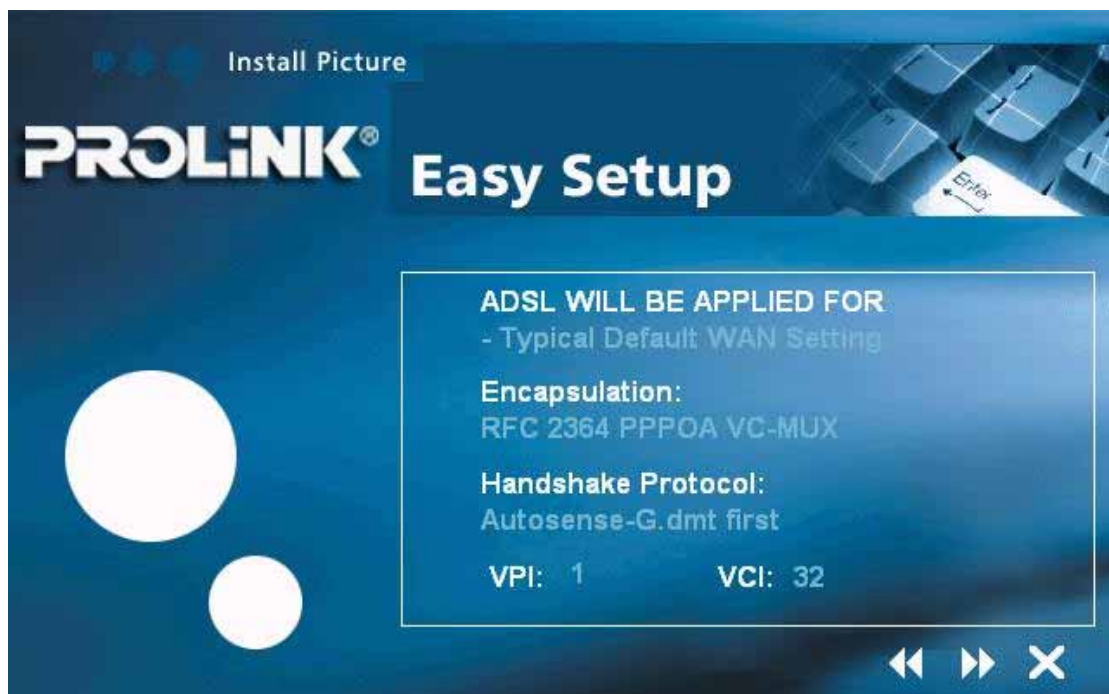 Install Picture
PROLiNK®
Easy Setup
Enter
ADSL WILL BE APPLIED FOR
- Typical Default WAN Setting
Encapsulation:
RFC 2364 PPPOA VC-MUX
Handshake Protocol:
Autosense-G.dmt first
VPI: 1 VCI: 32